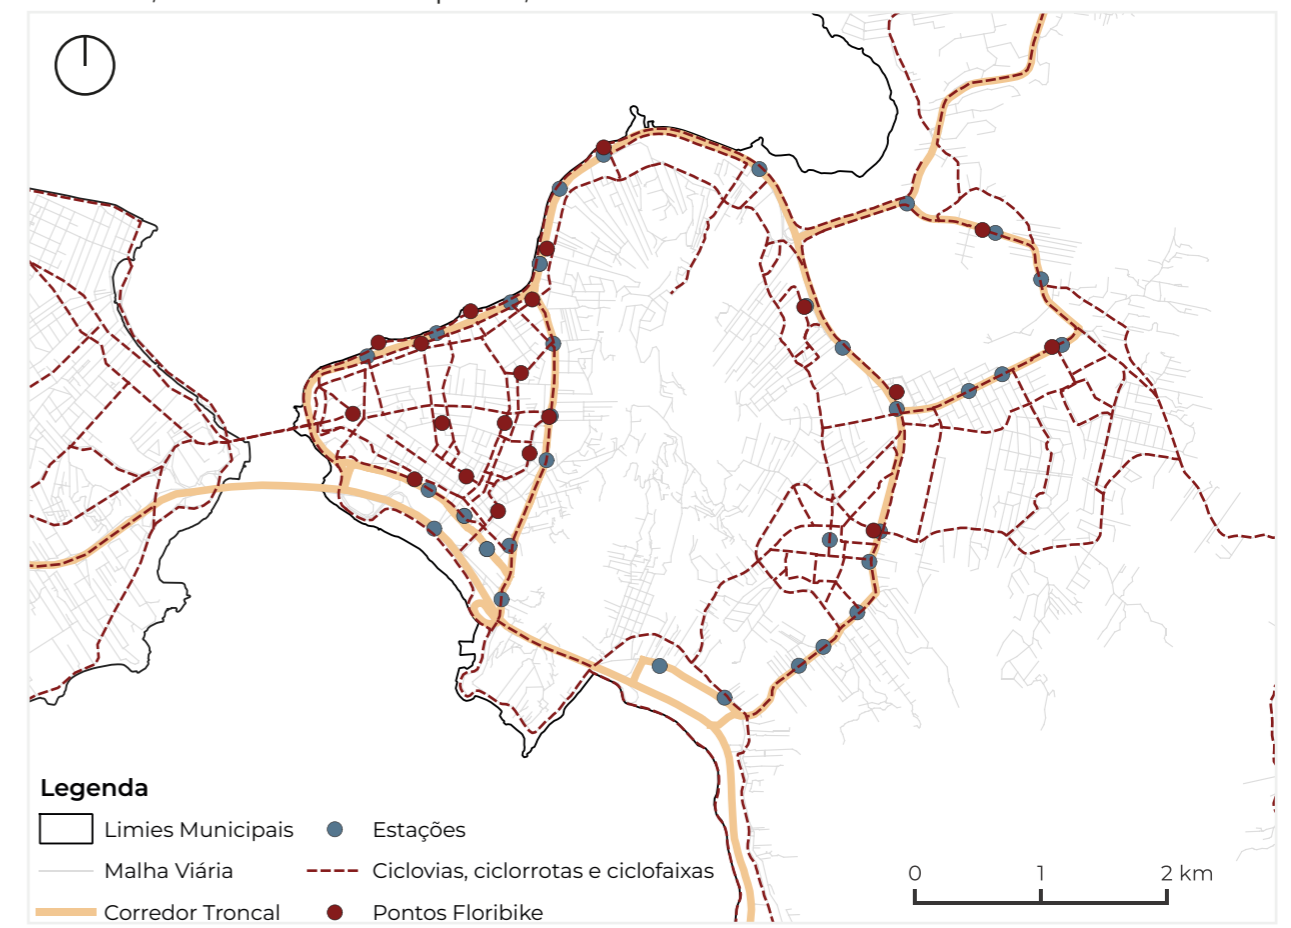 Legenda
Limies Municipais
Estações
Malha Viária
Ciclovias, ciclorrotas e ciclofaixas
Corredor Troncal
Pontos Floribike
0 1 2 km